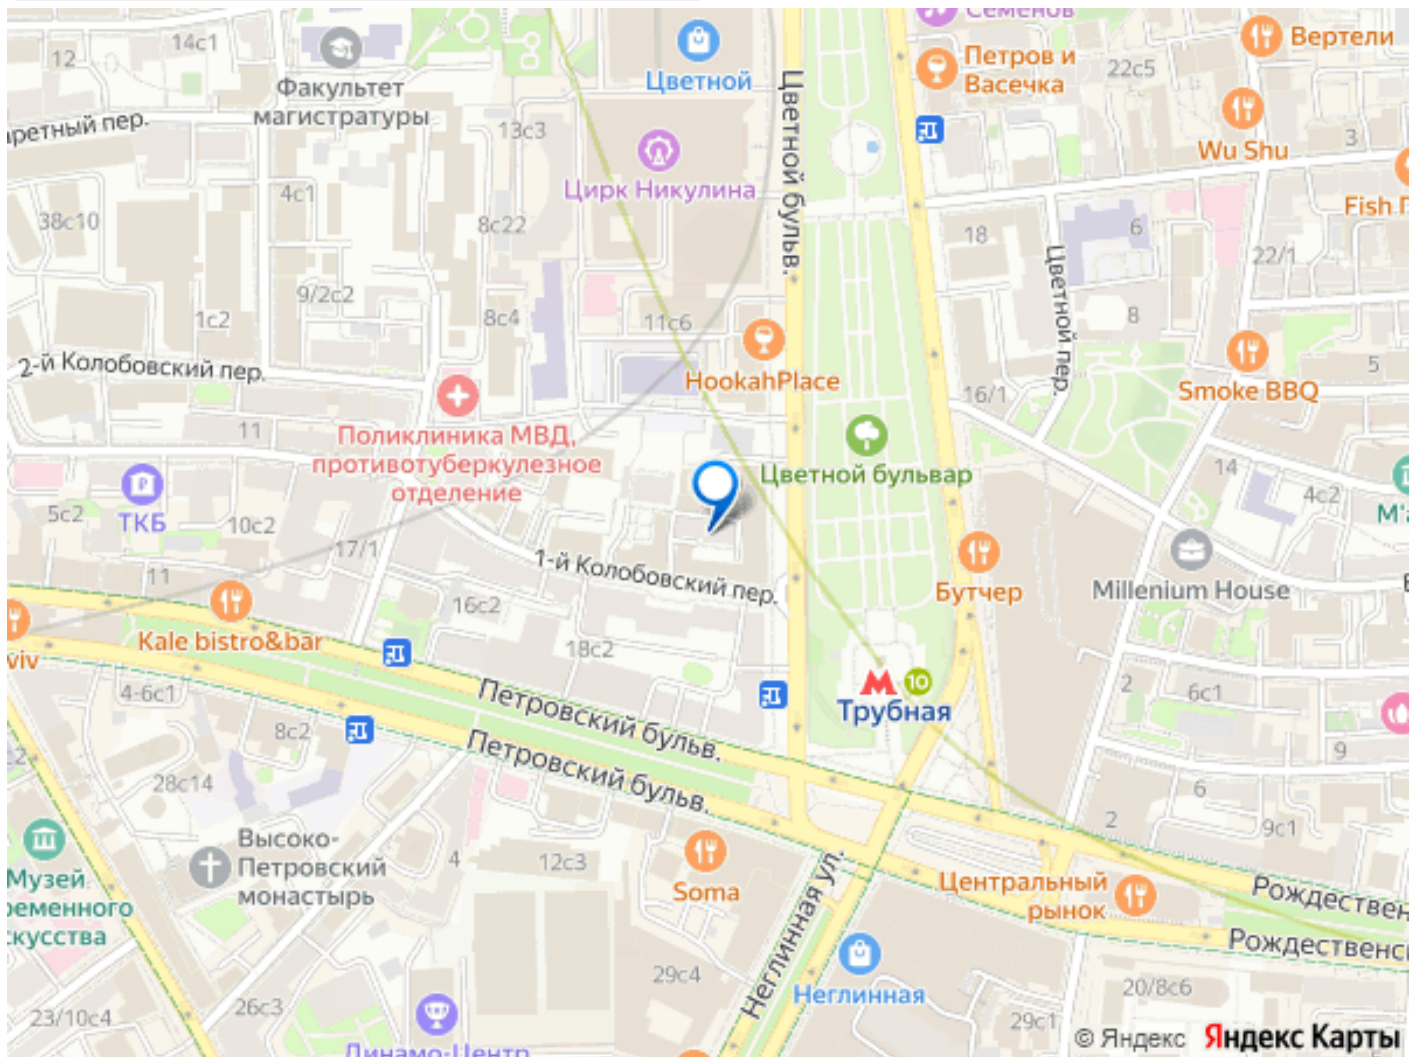 14с1
12
Факультет
магистратуры
Цветной
Цветной бульв.
Семёнов
Петров и
Васечка
22с5
Вертели
Wu Shu
3
13с3
4с1
Цирк Никулина
38с10
8с22
18
6
Fish
22/1
Цветной пер.
9/2с2
1с2
8с4
11с6
8
2-й Колобовский пер.
HookahPlace
16/1
Smoke BBQ
5
11
Поликлиника МВД,
противотуберкулезное
отделение
Цветной бульвар
14
4с2
5с2
ТКБ
10с2
17/1
11
1-й Колобовский пер.
Бутчер
Millenium House
16с2
Kale bistro&bar
18с2
viv
4-6с1
Петровский бульв.
Трубная
10
2
6с1
8с2
Петровский бульв.
9
28с14
6
2
9с1
Высоко-
Петровский
монастырь
4
12с3
Soma
Музей
ременного
скусства
Неглинная ул.
Центральный
рынок
Рождествен
Рождественс
29с4
Неглинная
20/8с6
26с3
23/10с4
29с1
Динамо-Центр
© Яндекс Яндекс Карты